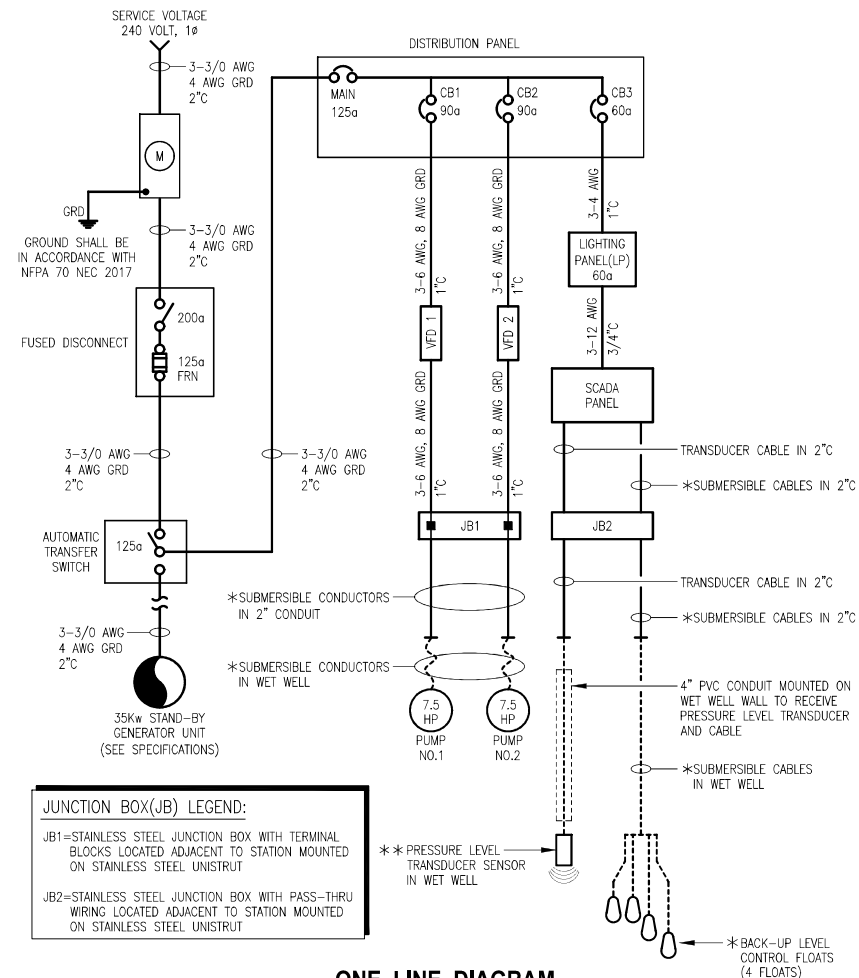 SERVICE VOLTAGE
240 VOLT, 1ø
3-3/0 AWG
4 AWG GRD
2"C
M
GRD
GROUND SHALL BE
IN ACCORDANCE WITH
NFPA 70 NEC 2017
3-3/0 AWG
4 AWG GRD
2"C
FUSED DISCONNECT
200a
125a
FRN
3-3/0 AWG
4 AWG GRD
2"C
3-3/0 AWG
4 AWG GRD
2"C
AUTOMATIC
TRANSFER
SWITCH
125a
3-3/0 AWG
4 AWG GRD
2"C
35Kw STAND-BY
GENERATOR UNIT
(SEE SPECIFICATIONS)
DISTRIBUTION PANEL
MAIN
125a
CB1
90a
CB2
90a
CB3
60a
3-6 AWG, 8 AWG GRD
1"C
3-6 AWG, 8 AWG GRD
1"C
3-4 AWG
1"C
LIGHTING
PANEL(LP)
60a
VFD 1
VFD 2
3-12 AWG
3/4"C
SCADA
PANEL
3-6 AWG, 8 AWG GRD
1"C
3-6 AWG, 8 AWG GRD
1"C
TRANSDUCER CABLE IN 2"C
*SUBMERSIBLE CABLES IN 2"C
JB1
JB2
*SUBMERSIBLE CONDUCTORS
IN 2" CONDUIT
TRANSDUCER CABLE IN 2"C
*SUBMERSIBLE CABLES IN 2"C
*SUBMERSIBLE CONDUCTORS
IN WET WELL
7.5
HP
PUMP
NO.1
7.5
HP
PUMP
NO.2
4" PVC CONDUIT MOUNTED ON
WET WELL WALL TO RECEIVE
PRESSURE LEVEL TRANSDUCER
AND CABLE
*SUBMERSIBLE CABLES
IN WET WELL
**PRESSURE LEVEL
TRANSDUCER SENSOR
IN WET WELL
*BACK-UP LEVEL
CONTROL FLOATS
(4 FLOATS)
JUNCTION BOX(JB) LEGEND:
JB1=STAINLESS STEEL JUNCTION BOX WITH TERMINAL
BLOCKS LOCATED ADJACENT TO STATION MOUNTED
ON STAINLESS STEEL UNISTRUT
JB2=STAINLESS STEEL JUNCTION BOX WITH PASS-THRU
WIRING LOCATED ADJACENT TO STATION MOUNTED
ON STAINLESS STEEL UNISTRUT
ONE LINE DIAGRAM